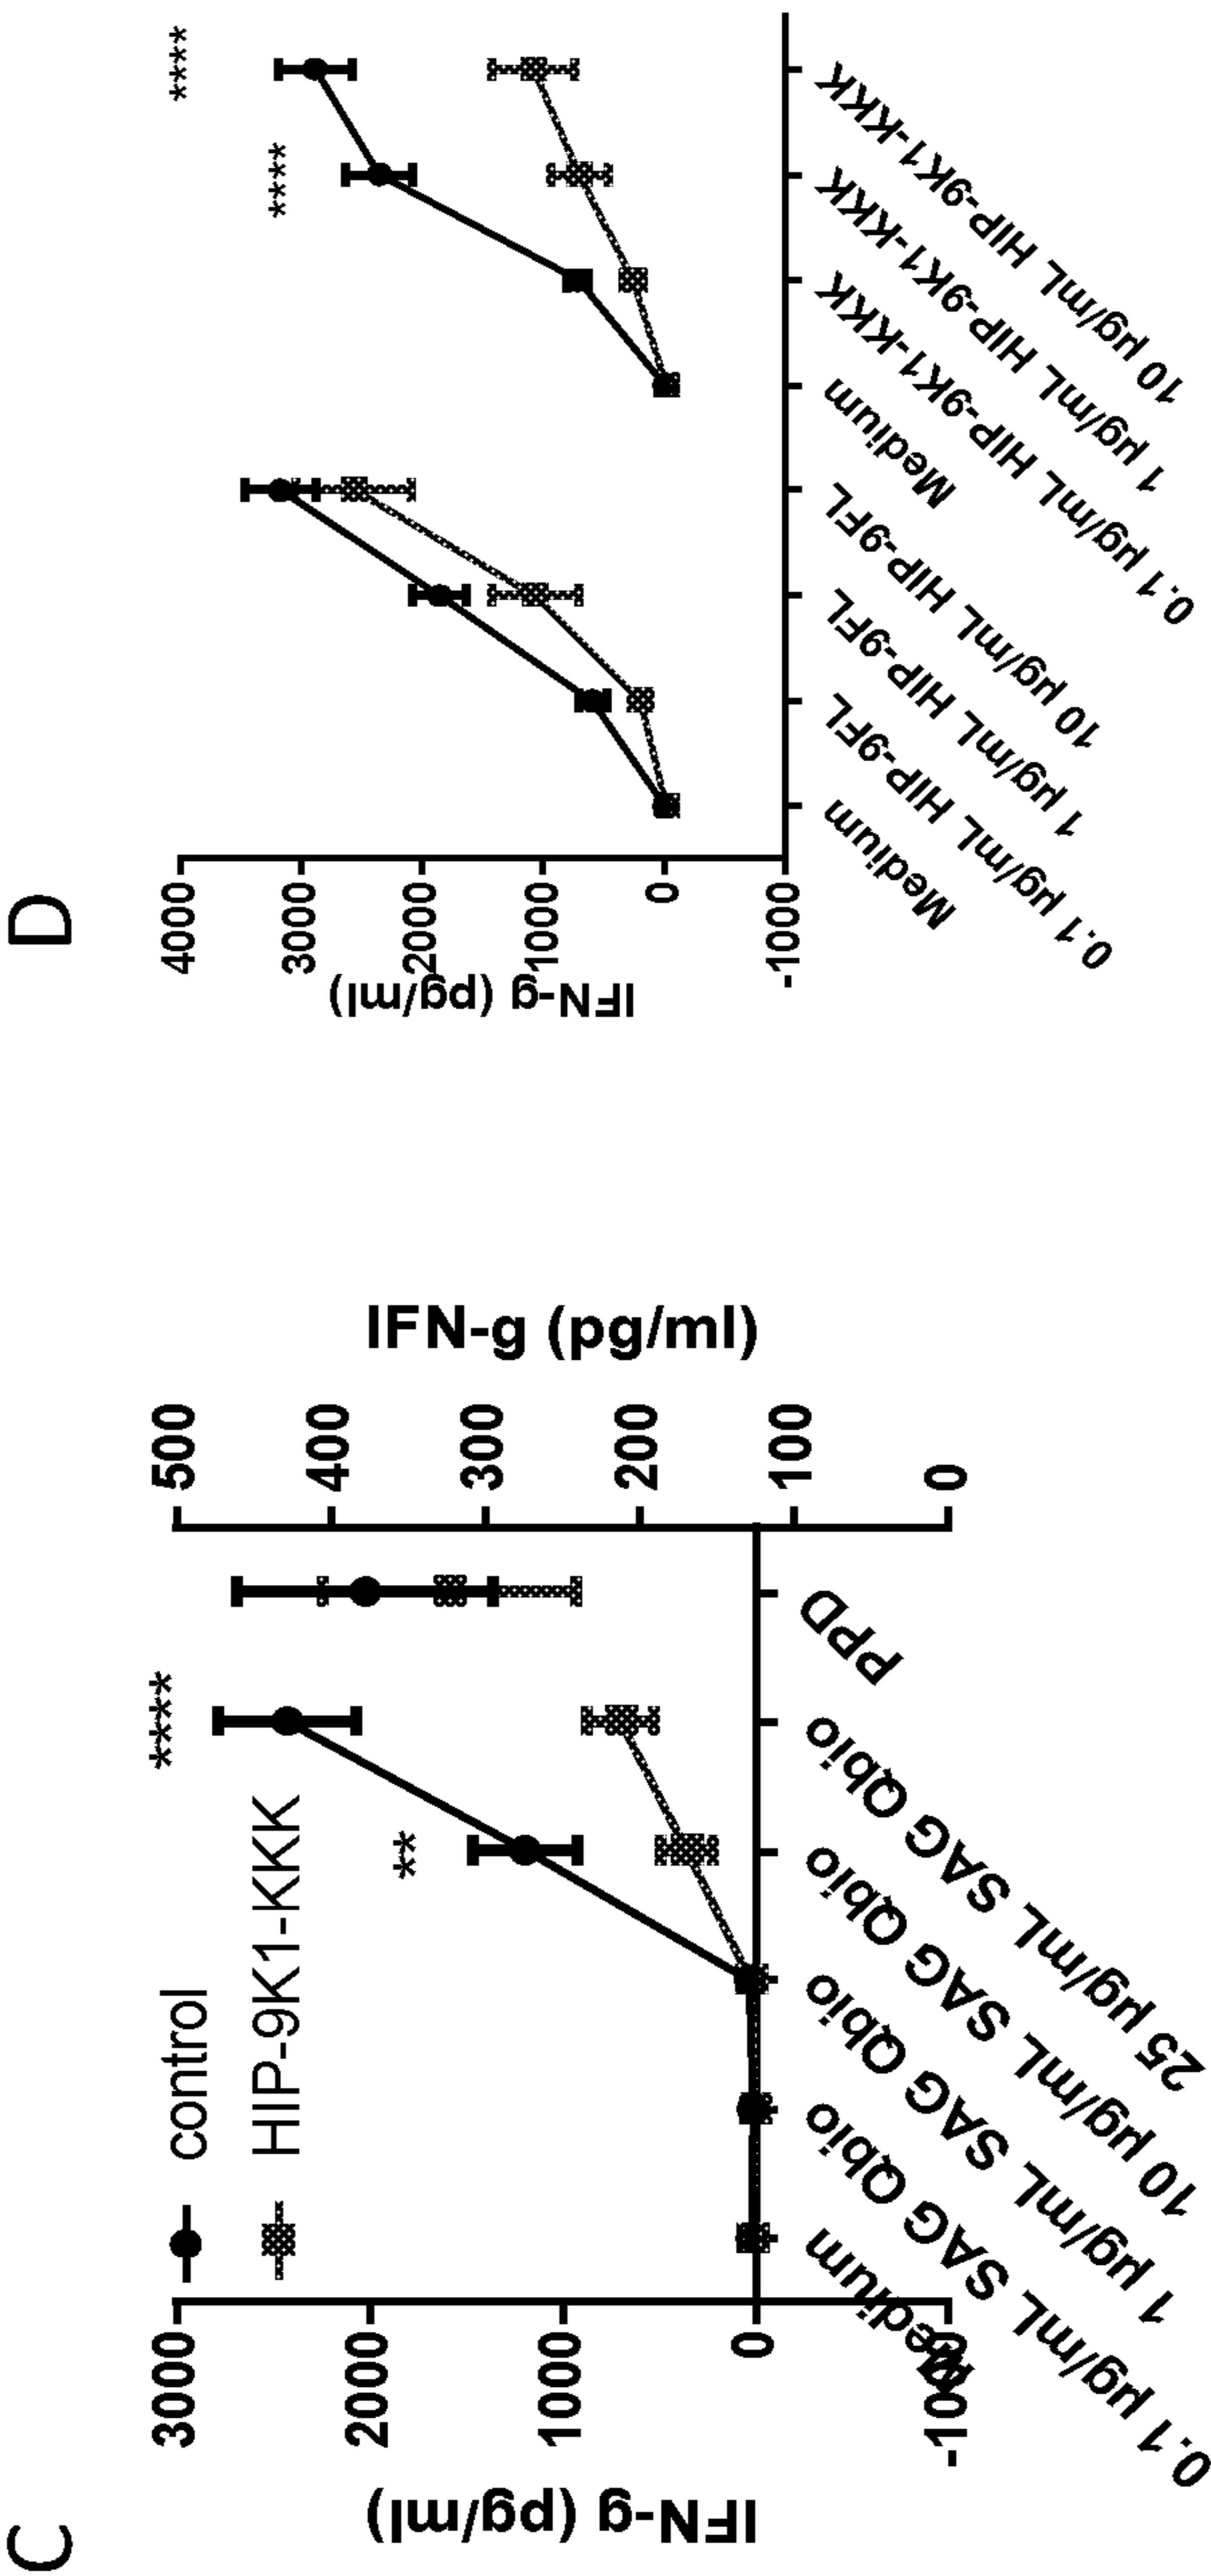 C
IFN-g (pg/ml)
3000
2000
1000
0
-1000
control
HIP-9K1-KKK
**
****
Medium
0.1 µg/mL SAG Qbio
1 µg/mL SAG Qbio
10 µg/mL SAG Qbio
25 µg/mL SAG Qbio
PPD
500
400
300
200
100
0
IFN-g (pg/ml)
D
IFN-g (pg/ml)
4000
3000
2000
1000
0
-1000
****
****
Medium
0.1 µg/mL HIP-9FL
1 µg/mL HIP-9FL
10 µg/mL HIP-9FL
Medium
0.1 µg/mL HIP-9K1-KKK
1 µg/mL HIP-9K1-KKK
10 µg/mL HIP-9K1-KKK